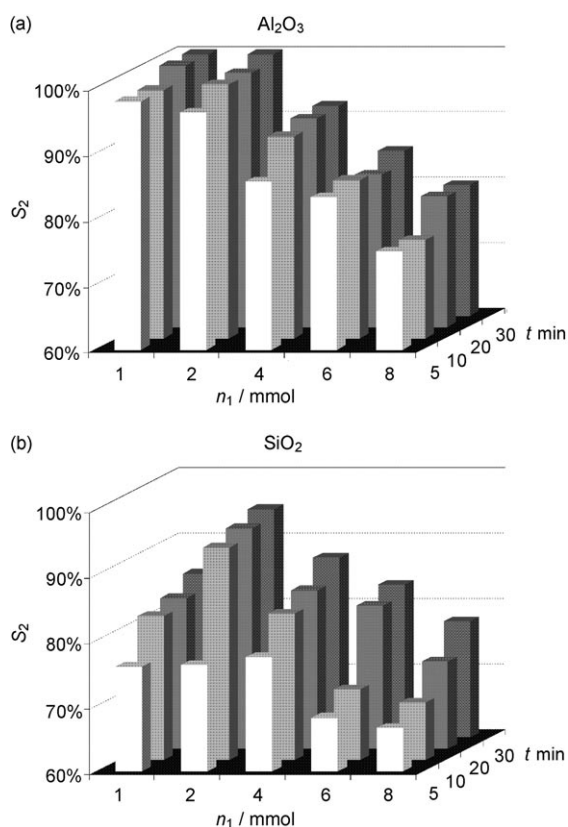 (a)
Al₂O₃
100%
90%
80%
70%
60%
S₂
1 2 4 6 8
n₁ / mmol
5 10 20 30 t min
(b)
SiO₂
100%
90%
80%
70%
60%
S₂
1 2 4 6 8
n₁ / mmol
5 10 20 30 t min